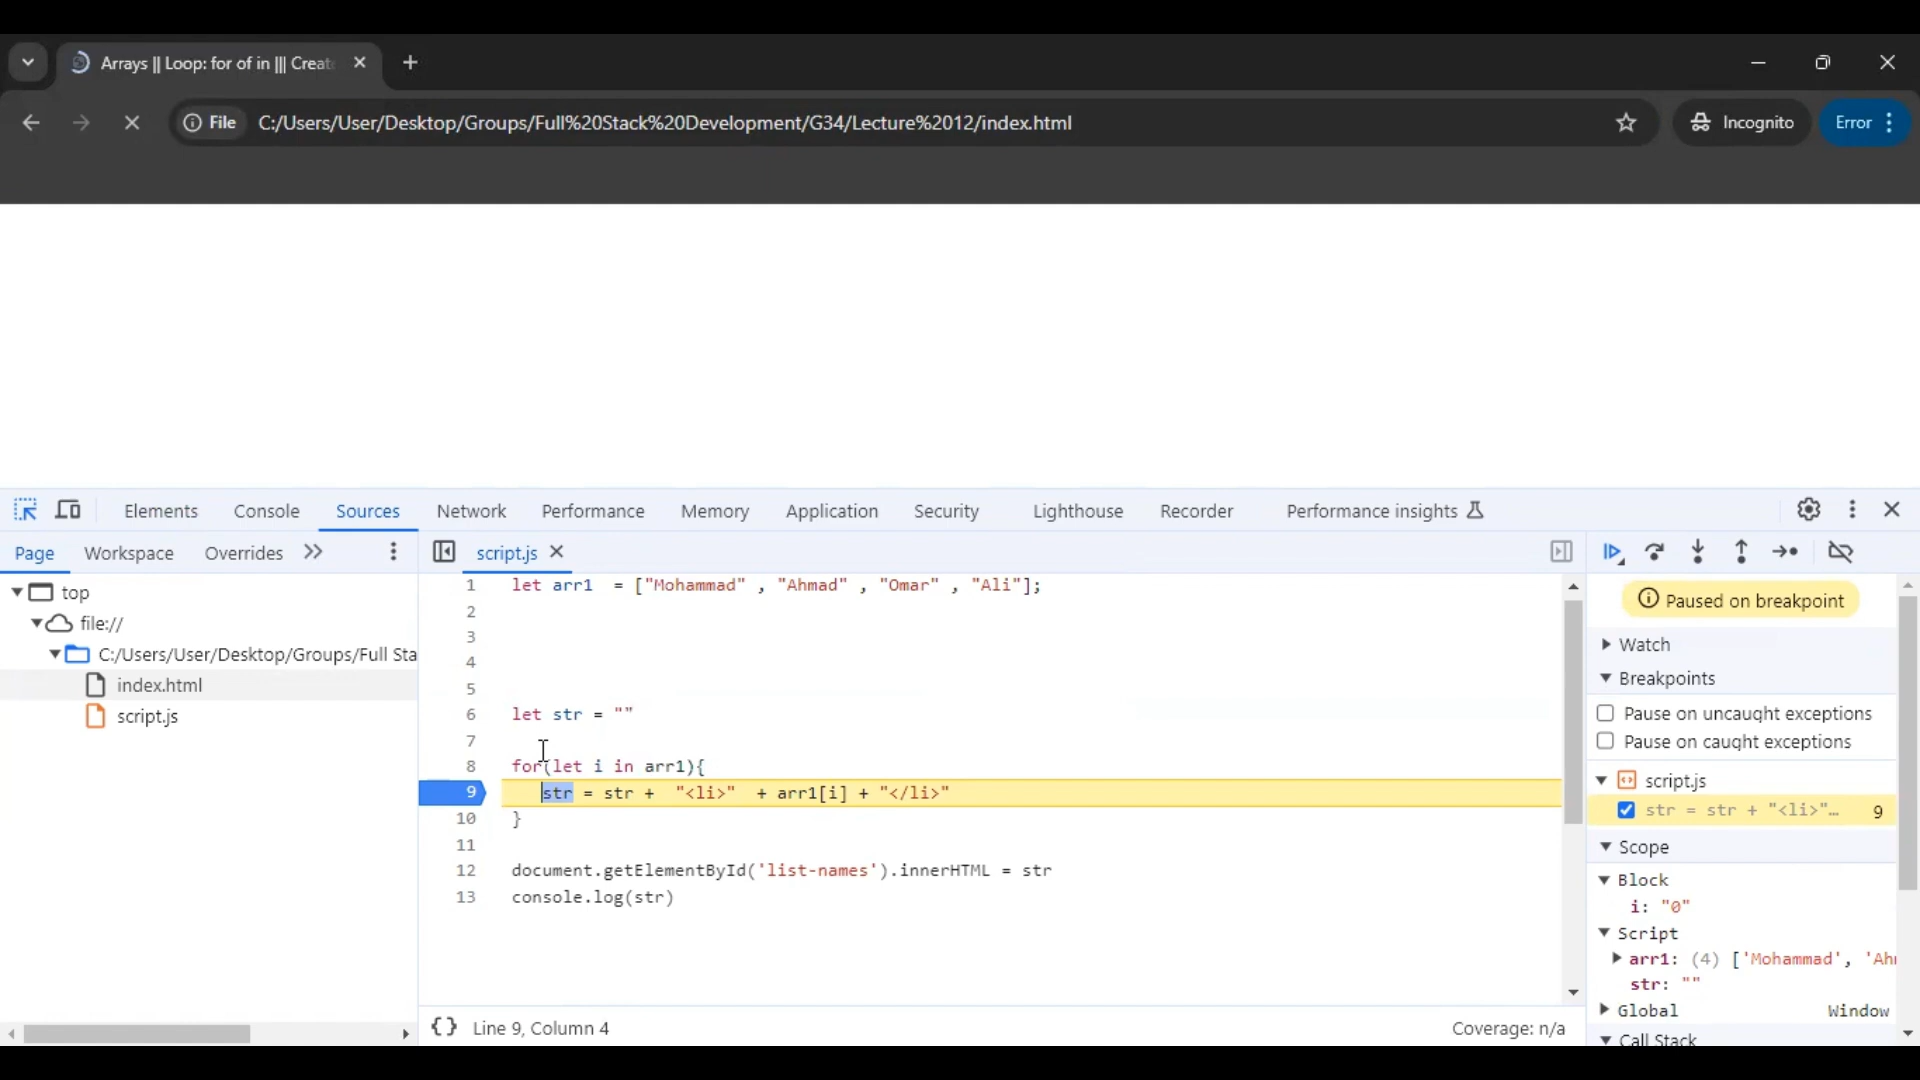 Arrays || Loop: for of in ||| Creat
File C:/Users/User/Desktop/Groups/Full%20Stack%20Development/G34/Lecture%2012/index.html Incognito Error
Elements Console Sources Network Performance Memory Application Security Lighthouse Recorder Performance insights
Page Workspace Overrides script.js
top
file://
C:/Users/User/Desktop/Groups/Full Sta
index.html
script.js
1 let arr1 = ["Mohammad" , "Ahmad" , "Omar" , "Ali"];
2
3
4
5
6 let str = ""
7
8 for(let i in arr1){
9 str = str + "<li>" + arr1[i] + "</li>"
10 }
11
12 document.getElementById('list-names').innerHTML = str
13 console.log(str)
{} Line 9, Column 4 Coverage: n/a
Paused on breakpoint
Watch
Breakpoints
Pause on uncaught exceptions
Pause on caught exceptions
script.js
str = str + "<li>"… 9
Scope
Block
i: "0"
Script
arr1: (4) ['Mohammad', 'Ah
str: ""
Global Window
Call Stack